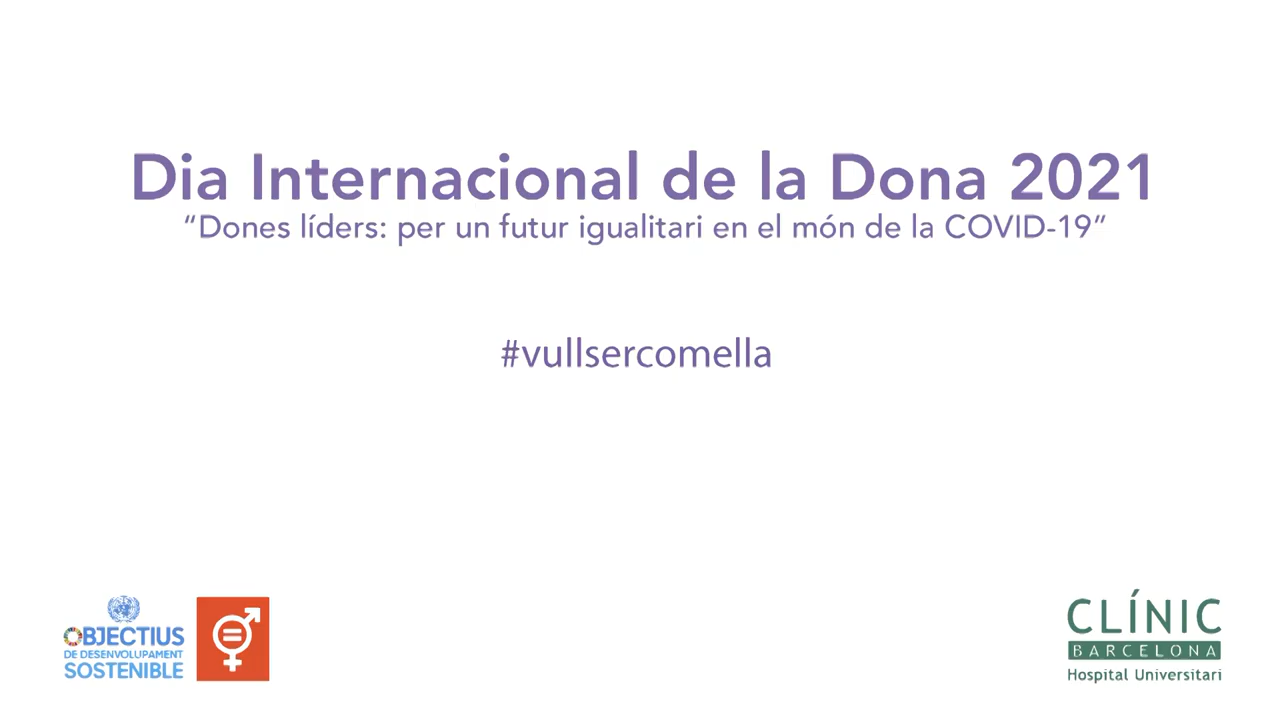 Dia Internacional de la Dona 2021
“Dones líders: per un futur igualitari en el món de la COVID-19”
#vullsercomella
OBJECTIUS
DE DESENVOLUPAMENT
SOSTENIBLE
CLÍNIC
BARCELONA
Hospital Universitari